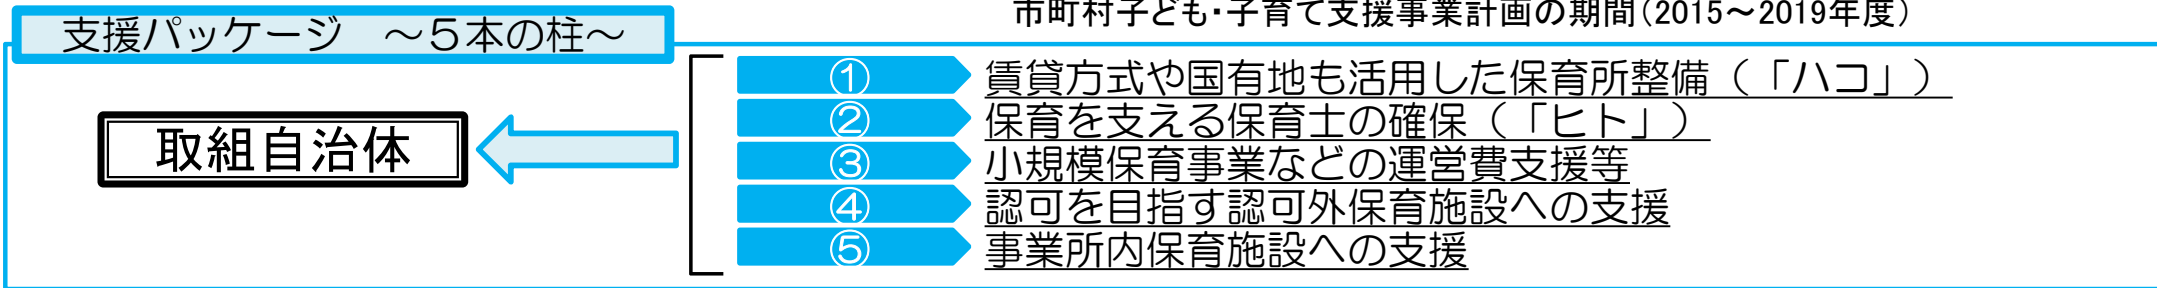 市町村子ども・子育て支援事業計画の期間(2015～2019年度)
支援パッケージ　～５本の柱～
取組自治体
① 賃貸方式や国有地も活用した保育所整備（「ハコ」）
② 保育を支える保育士の確保（「ヒト」）
③ 小規模保育事業などの運営費支援等
④ 認可を目指す認可外保育施設への支援
⑤ 事業所内保育施設への支援